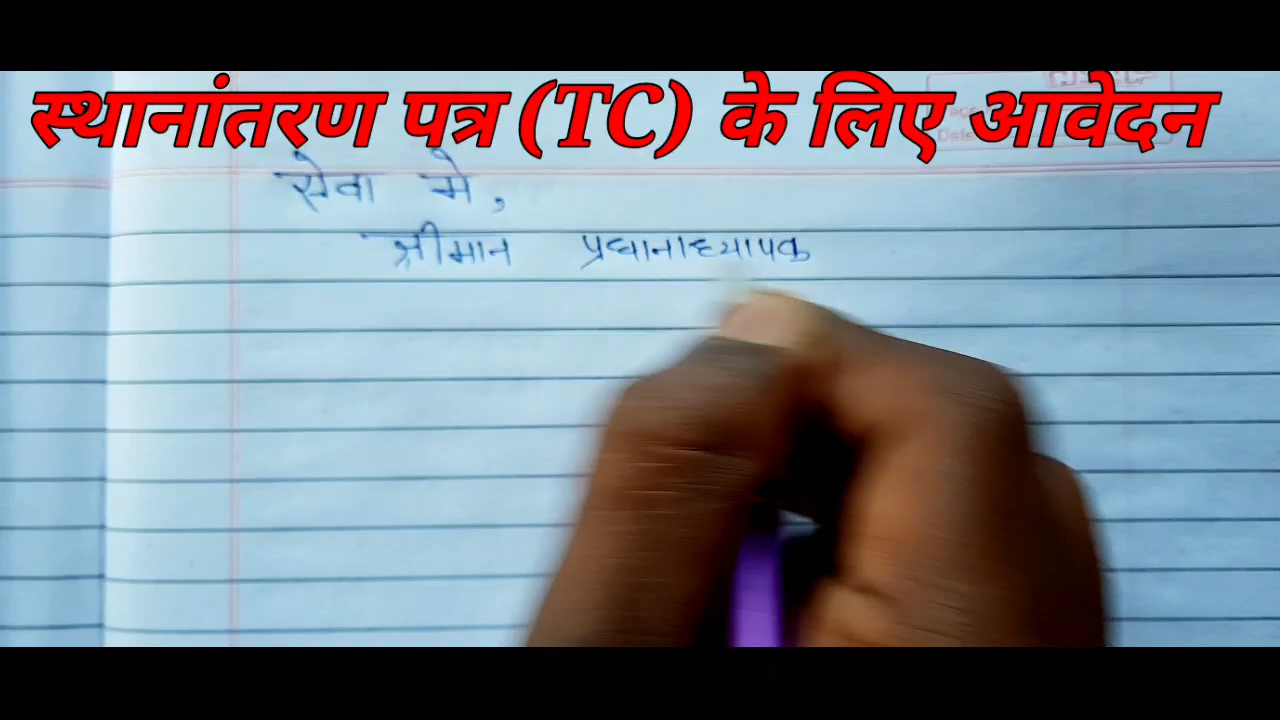 स्थानांतरण पत्र (TC) के लिए आवेदन
सेवा मे,
श्रीमान प्रधानाध्यापक